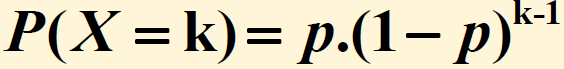 P(X = k) = p.(1 − p)^{k-1}